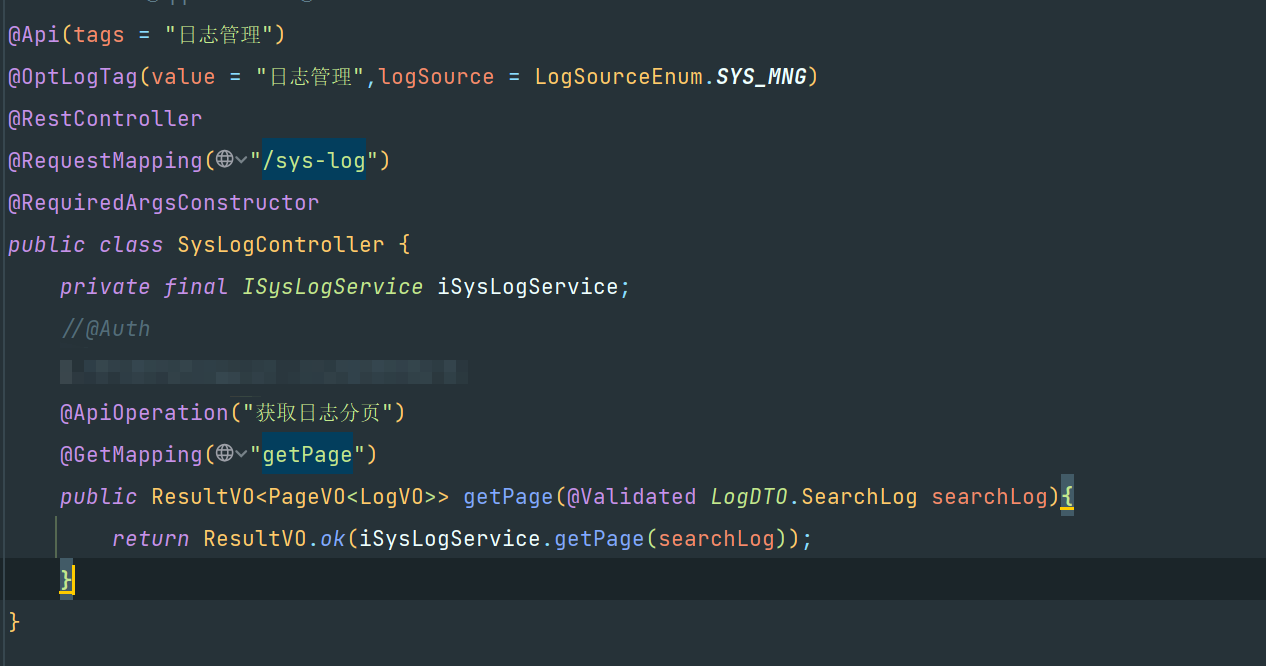 @Api(tags = "日志管理")
@OptLogTag(value = "日志管理",logSource = LogSourceEnum.SYS_MNG)
@RestController
@RequestMapping("/sys-log")
@RequiredArgsConstructor
public class SysLogController {
    private final ISysLogService iSysLogService;
    //@Auth
    @ApiOperation("获取日志分页")
    @GetMapping("getPage")
    public ResultVO<PageVO<LogVO>> getPage(@Validated LogDTO.SearchLog searchLog){
        return ResultVO.ok(iSysLogService.getPage(searchLog));
    }
}